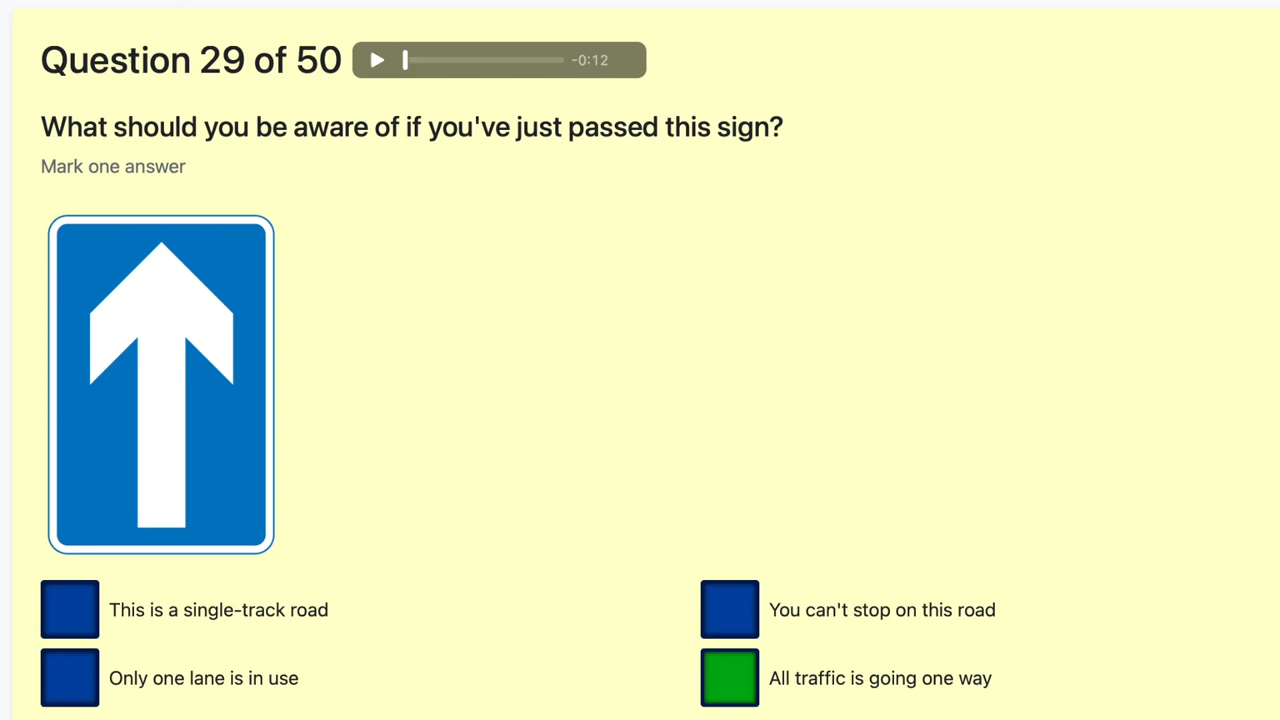 Question 29 of 50
-0:12
What should you be aware of if you've just passed this sign?
Mark one answer
This is a single-track road
You can't stop on this road
Only one lane is in use
All traffic is going one way